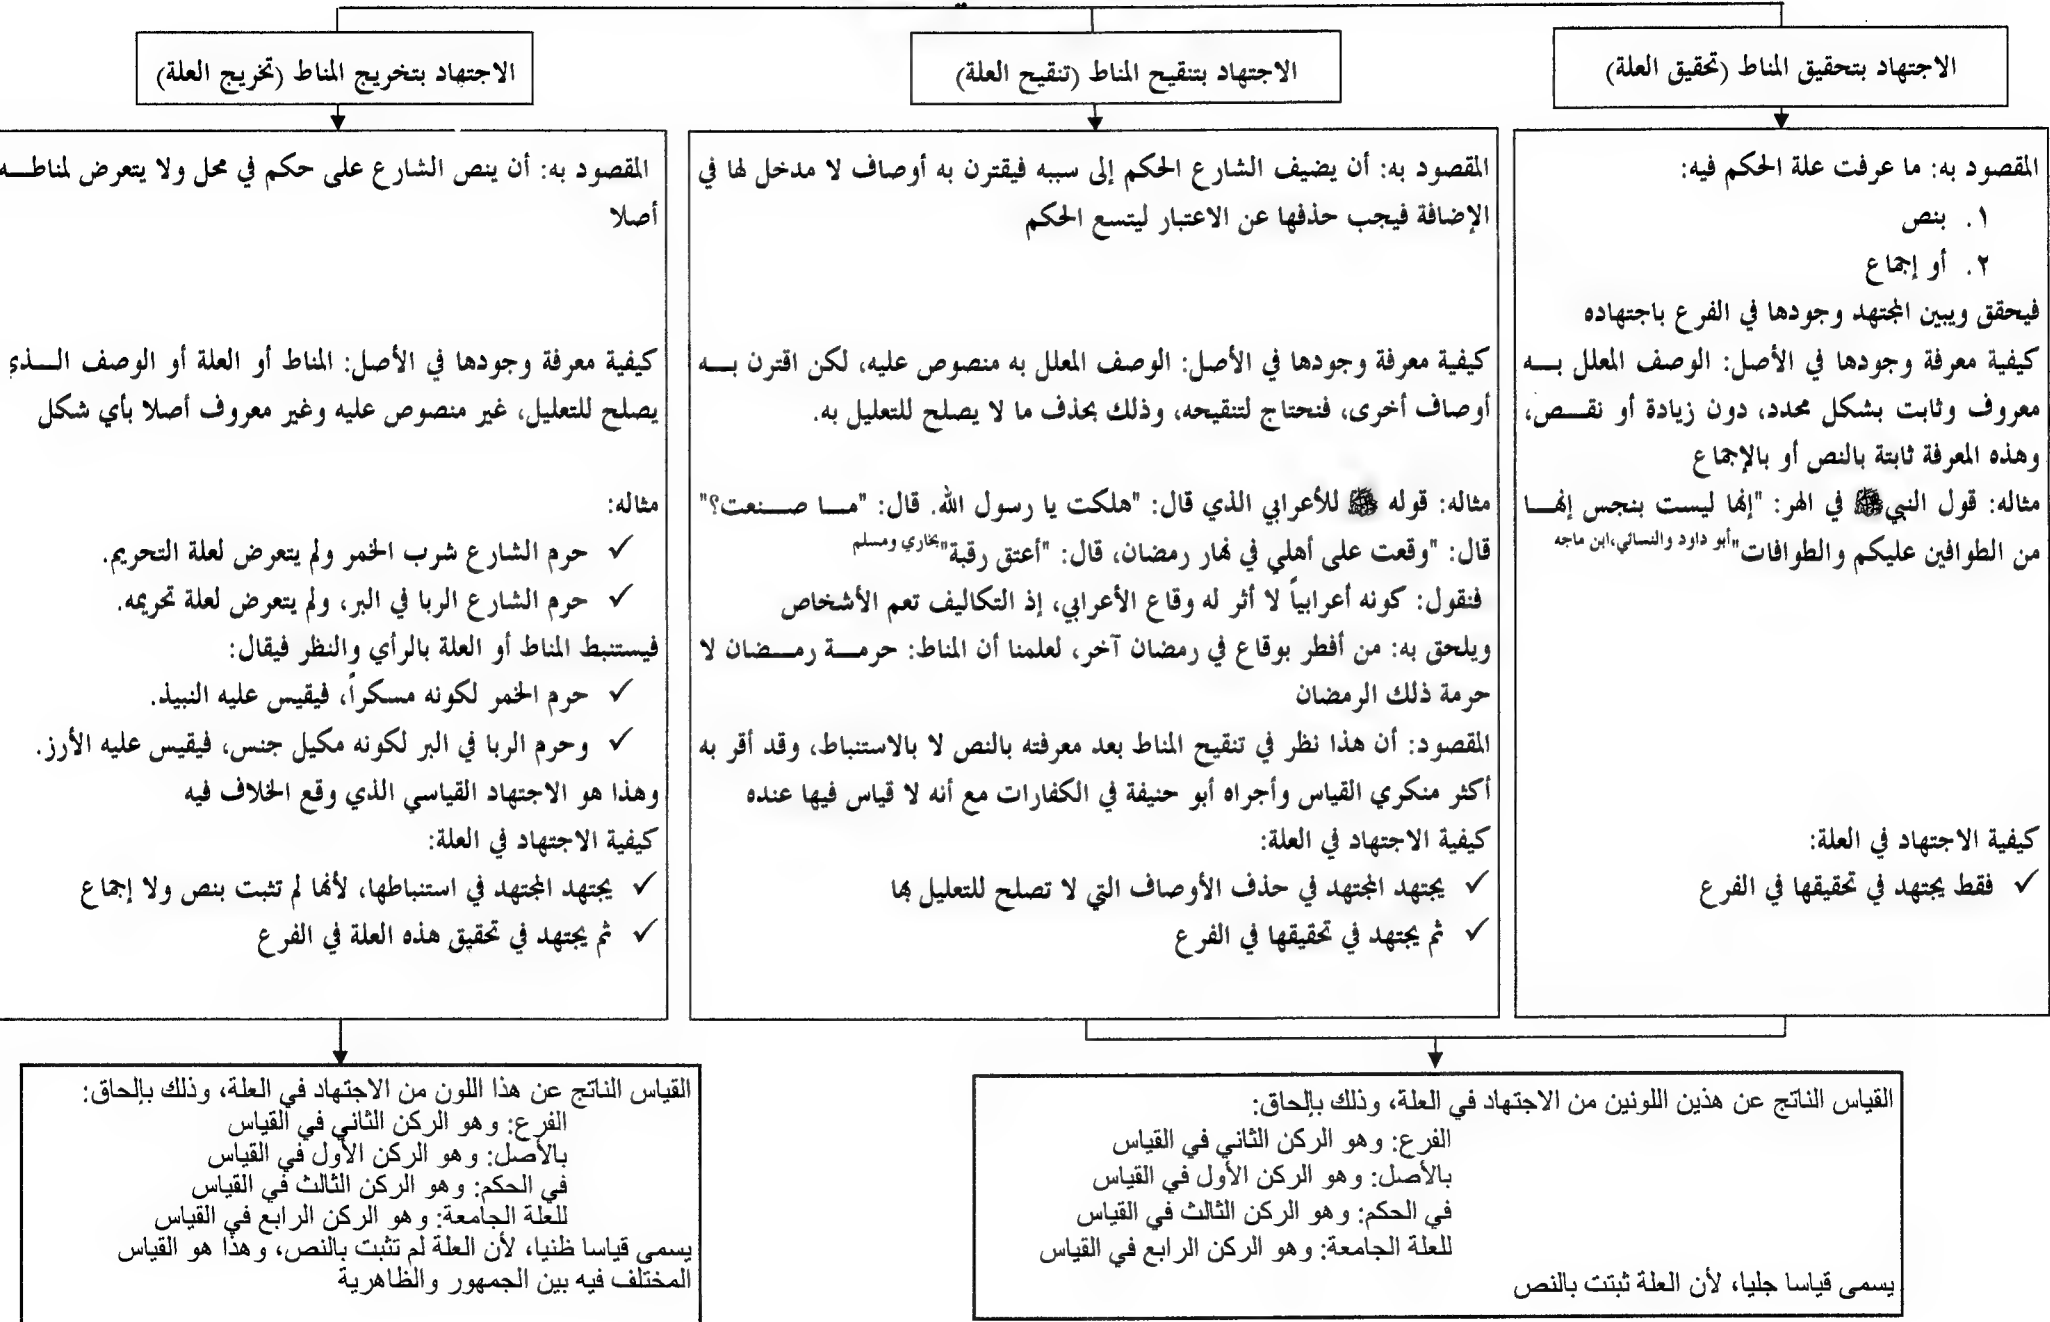 الاجتهاد بتحقيق المناط (تحقيق العلة)
الاجتهاد بتنقيح المناط (تنقيح العلة)
الاجتهاد بتخريج المناط (تخريج العلة)
المقصود به: ما عرفت علة الحكم فيه:
١. بنص
٢. أو إجماع
فيحقق ويبين المجتهد وجودها في الفرع باجتهاده
كيفية معرفة وجودها في الأصل: الوصف المعلل بـــه
معروف وثابت بشكل محدد، دون زيادة أو نقــص،
وهذه المعرفة ثابتة بالنص أو بالإجماع
مثاله: قول النبي ﷺ في الهر: "إنها ليست بنجس إنهــا
من الطوافين عليكم والطوافات" أبو داود والنسائي،ابن ماجه
كيفية الاجتهاد في العلة:
✓ فقط يجتهد في تحقيقها في الفرع
المقصود به: أن يضيف الشارع الحكم إلى سببه فيقترن به أوصاف لا مدخل لها في
الإضافة فيجب حذفها عن الاعتبار ليتسع الحكم
كيفية معرفة وجودها في الأصل: الوصف المعلل به منصوص عليه، لكن اقترن بـــه
أوصاف أخرى، فنحتاج لتنقيحه، وذلك بحذف ما لا يصلح للتعليل به.
مثاله: قوله ﷺ للأعرابي الذي قال: "هلكت يا رسول الله. قال: "مـــا صـــنعت؟"
قال: "وقعت على أهلي في نهار رمضان، قال: "أعتق رقبة" بخاري ومسلم
فنقول: كونه أعرابياً لا أثر له وقاع الأعرابي، إذ التكاليف تعم الأشخاص
ويلحق به: من أفطر بوقاع في رمضان آخر، لعلمنا أن المناط: حرمـــة رمـــضان لا
حرمة ذلك الرمضان
المقصود: أن هذا نظر في تنقيح المناط بعد معرفته بالنص لا بالاستنباط، وقد أقر به
أكثر منكري القياس وأجراه أبو حنيفة في الكفارات مع أنه لا قياس فيها عنده
كيفية الاجتهاد في العلة:
✓ يجتهد المجتهد في حذف الأوصاف التي لا تصلح للتعليل بها
✓ ثم يجتهد في تحقيقها في الفرع
المقصود به: أن ينص الشارع على حكم في محل ولا يتعرض لمناطـــه
أصلا
كيفية معرفة وجودها في الأصل: المناط أو العلة أو الوصف الـــذي
يصلح للتعليل، غير منصوص عليه وغير معروف أصلا بأي شكل
مثاله:
✓ حرم الشارع شرب الخمر ولم يتعرض لعلة التحريم.
✓ حرم الشارع الربا في البر، ولم يتعرض لعلة تحريمه.
فيستنبط المناط أو العلة بالرأي والنظر فيقال:
✓ حرم الخمر لكونه مسكراً، فيقيس عليه النبيذ.
✓ وحرم الربا في البر لكونه مكيل جنس، فيقيس عليه الأرز.
وهذا هو الاجتهاد القياسي الذي وقع الخلاف فيه
كيفية الاجتهاد في العلة:
✓ يجتهد المجتهد في استنباطها، لأنها لم تثبت بنص ولا إجماع
✓ ثم يجتهد في تحقيق هذه العلة في الفرع
القياس الناتج عن هذين اللونين من الاجتهاد في العلة، وذلك بإلحاق:
الفرع: وهو الركن الثاني في القياس
بالأصل: وهو الركن الأول في القياس
في الحكم: وهو الركن الثالث في القياس
للعلة الجامعة: وهو الركن الرابع في القياس
يسمى قياسا جليا، لأن العلة ثبتت بالنص
القياس الناتج عن هذا اللون من الاجتهاد في العلة، وذلك بإلحاق:
الفرع: وهو الركن الثاني في القياس
بالأصل: وهو الركن الأول في القياس
في الحكم: وهو الركن الثالث في القياس
للعلة الجامعة: وهو الركن الرابع في القياس
يسمى قياسا ظنيا، لأن العلة لم تثبت بالنص، وهذا هو القياس
المختلف فيه بين الجمهور والظاهرية